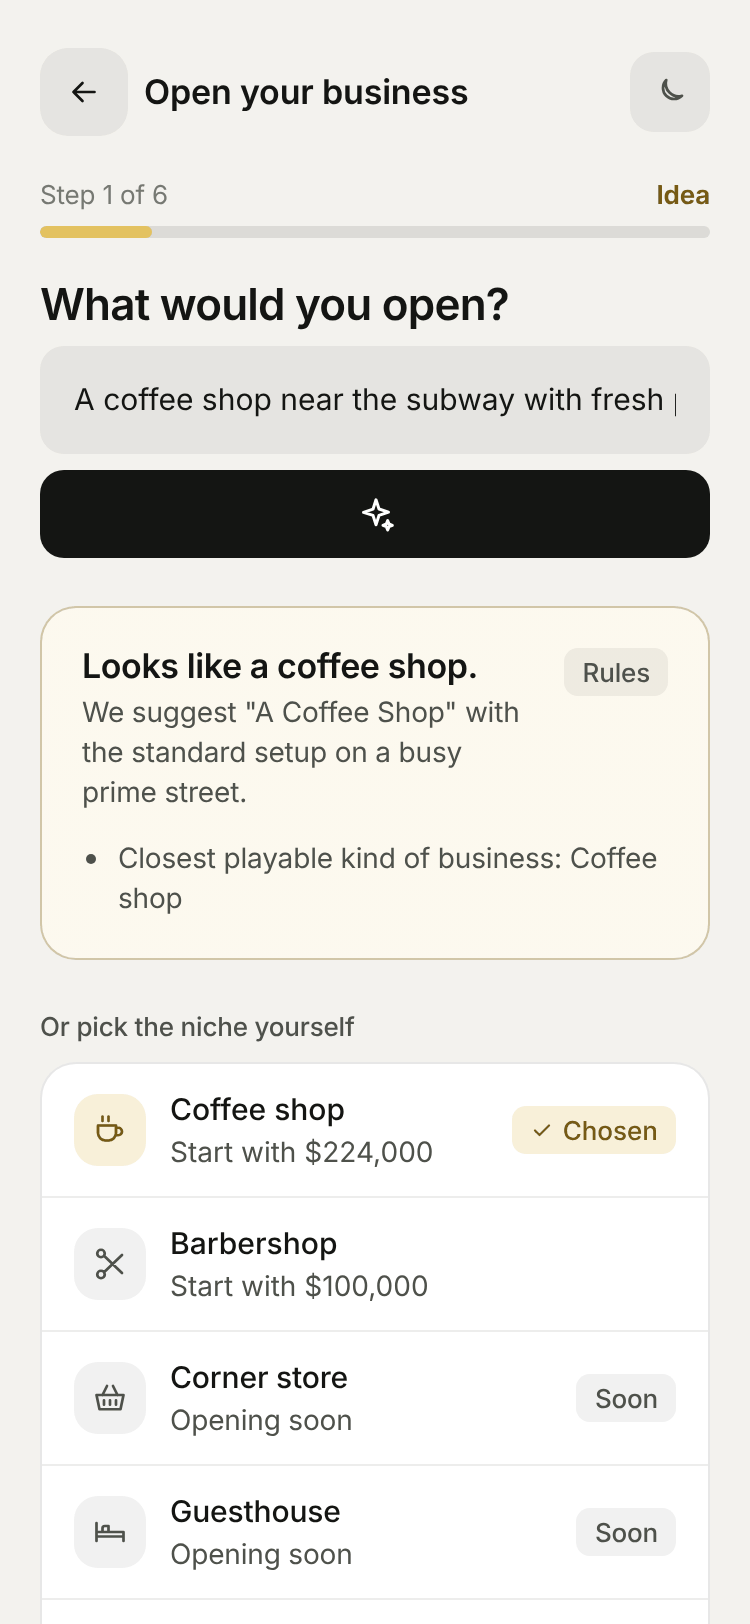 Open your business
Step 1 of 6
Idea
What would you open?
A coffee shop near the subway with fresh
Looks like a coffee shop.
Rules
We suggest "A Coffee Shop" with
the standard setup on a busy
prime street.
• Closest playable kind of business: Coffee
shop
Or pick the niche yourself
Coffee shop
Start with $224,000
Chosen
Barbershop
Start with $100,000
Corner store
Opening soon
Soon
Guesthouse
Opening soon
Soon